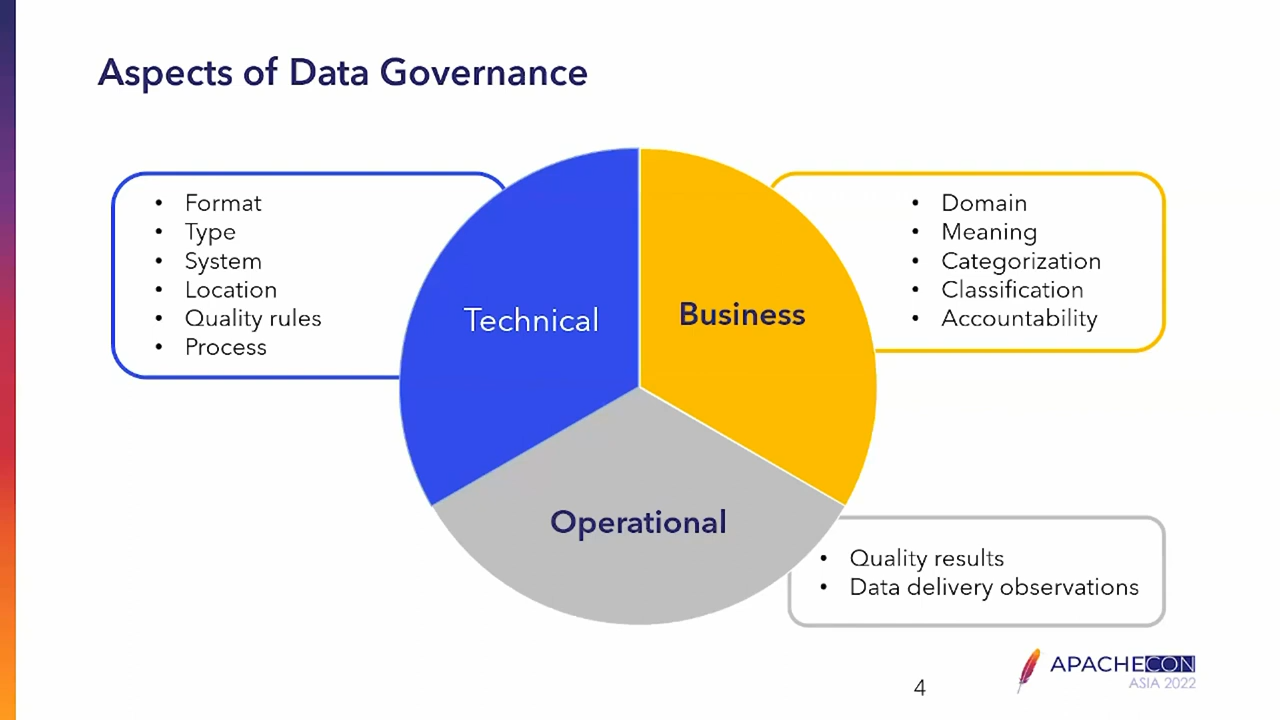 Aspects of Data Governance
• Format
• Type
• System
• Location
• Quality rules
• Process
Technical
Business
• Domain
• Meaning
• Categorization
• Classification
• Accountability
Operational
• Quality results
• Data delivery observations
4
APACHECON
ASIA 2022